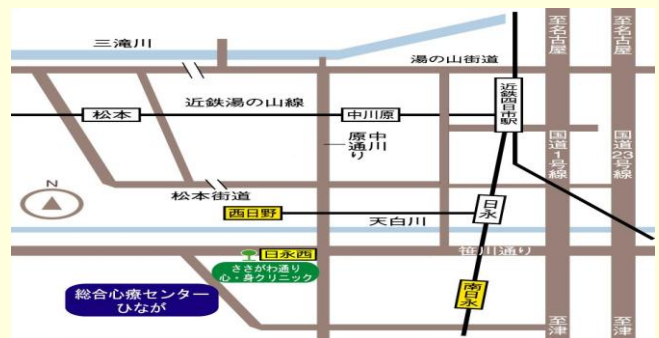 三滝川
湯の山街道
至名古屋
至名古屋
近鉄湯の山線
松本
中川原
近鉄四日市駅
中川原通り
国道1号線
国道23号線
N
松本街道
西日野
天白川
日永
日永西
笹川通り
ささがわ通り
心・身クリニック
総合心療センター
ひなが
南日永
至津
至津